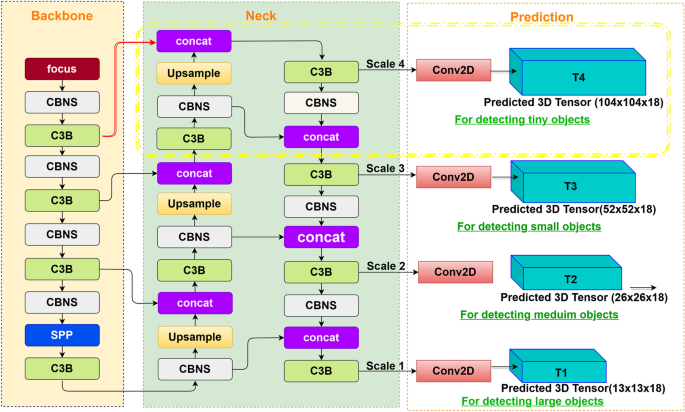 Backbone
focus
CBNS
C3B
CBNS
C3B
CBNS
C3B
CBNS
SPP
C3B
Neck
concat
Upsample
CBNS
C3B
concat
Upsample
CBNS
C3B
concat
Upsample
CBNS
C3B
CBNS
concat
C3B
CBNS
concat
C3B
CBNS
concat
C3B
Prediction
Scale 4
Conv2D
T4
Predicted 3D Tensor (104x104x18)
For detecting tiny objects
Scale 3
Conv2D
T3
Predicted 3D Tensor(52x52x18)
For detecting small objects
Scale 2
Conv2D
T2
Predicted 3D Tensor (26x26x18)
For detecting meduim objects
Scale 1
Conv2D
T1
Predicted 3D Tensor(13x13x18)
For detecting large objects